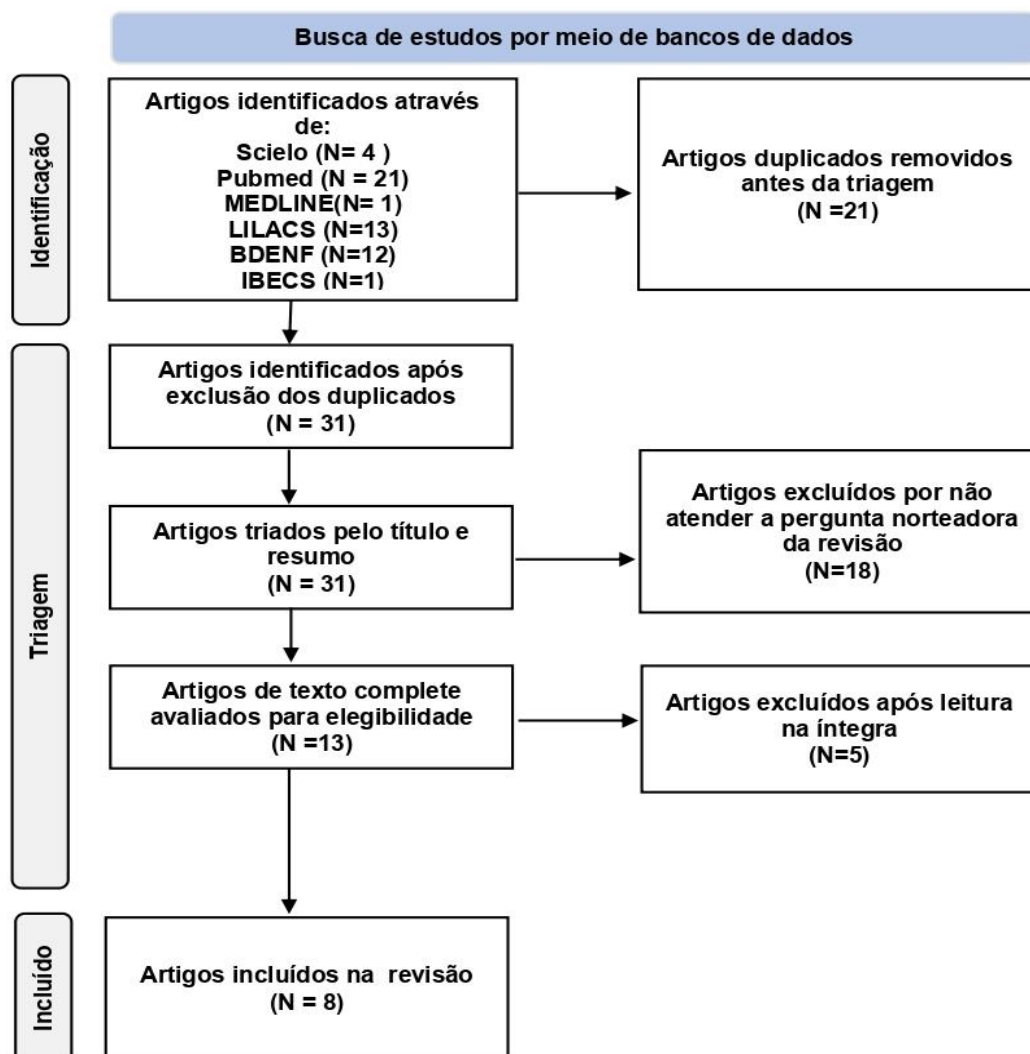 Busca de estudos por meio de bancos de dados
Identificação
Artigos identificados através
de:
Scielo (N= 4 )
Pubmed (N = 21)
MEDLINE(N= 1)
LILACS (N=13)
BDENF (N=12)
IBECS (N=1)
Artigos duplicados removidos
antes da triagem
(N =21)
Triagem
Artigos identificados após
exclusão dos duplicados
(N = 31)
Artigos triados pelo título e
resumo
(N = 31)
Artigos excluídos por não
atender a pergunta norteadora
da revisão
(N=18)
Artigos de texto complete
avaliados para elegibilidade
(N =13)
Artigos excluídos após leitura
na íntegra
(N=5)
Incluído
Artigos incluídos na revisão
(N = 8)